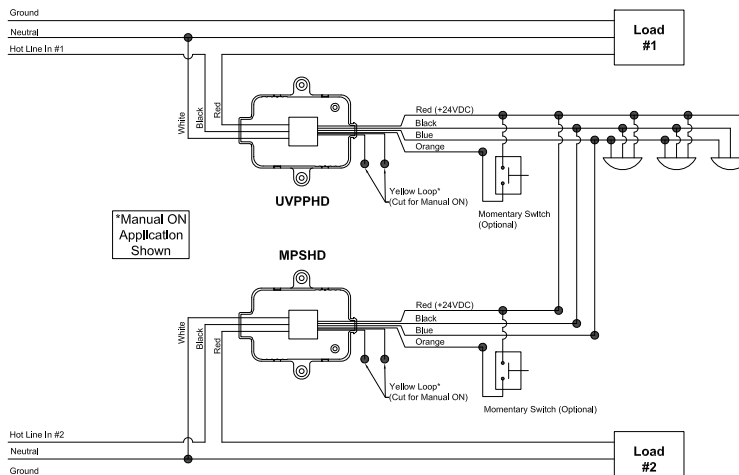 Ground
Neutral
Hot Line In #1
Load
#1
White
Black
Red
Red (+24VDC)
Black
Blue
Orange
UVPPHD
Yellow Loop*
(Cut for Manual ON)
Momentary Switch
(Optional)
*Manual ON
Application
Shown
MPSHD
White
Black
Red
Red (+24VDC)
Black
Blue
Orange
Yellow Loop*
(Cut for Manual ON)
Momentary Switch (Optional)
Hot Line In #2
Neutral
Ground
Load
#2